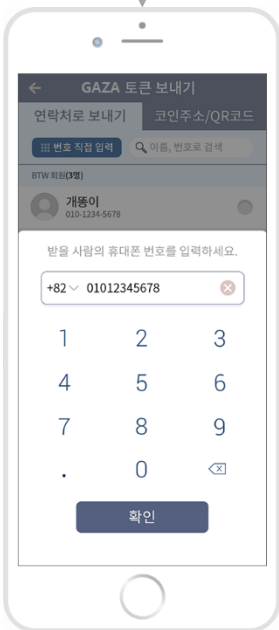 GAZA 토큰 보내기
연락처로 보내기 코인주소/QR코드
번호 직접 입력 이름, 번호로 검색
BTW 회원(3명)
개똥이
010-1234-5678
받을 사람의 휴대폰 번호를 입력하세요.
+82 01012345678
1 2 3
4 5 6
7 8 9
. 0
확인